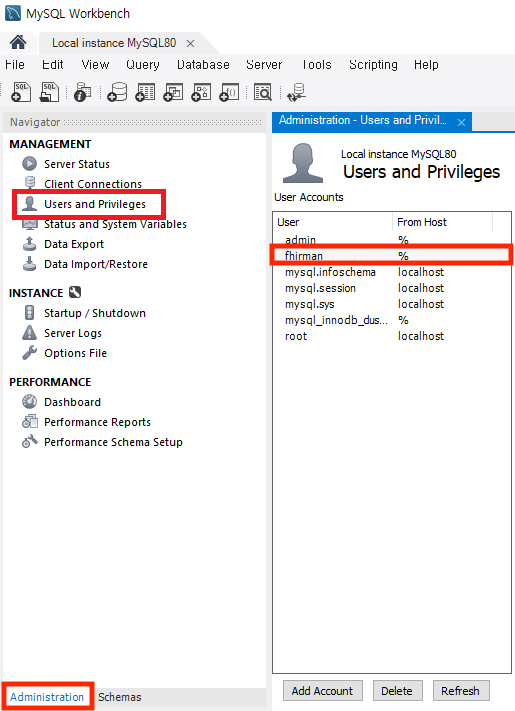 MySQL Workbench
Local instance MySQL80 ×
File Edit View Query Database Server Tools Scripting Help
SQL SQL
Navigator
MANAGEMENT
Server Status
Client Connections
Users and Privileges
Status and System Variables
Data Export
Data Import/Restore
INSTANCE
Startup / Shutdown
Server Logs
Options File
PERFORMANCE
Dashboard
Performance Reports
Performance Schema Setup
Administration Schemas
Administration - Users and Privil... ×
Local instance MySQL80
Users and Privileges
User Accounts
User From Host
admin %
fhirman %
mysql.infoschema localhost
mysql.session localhost
mysql.sys localhost
mysql_innodb_dus... %
root localhost
Add Account Delete Refresh